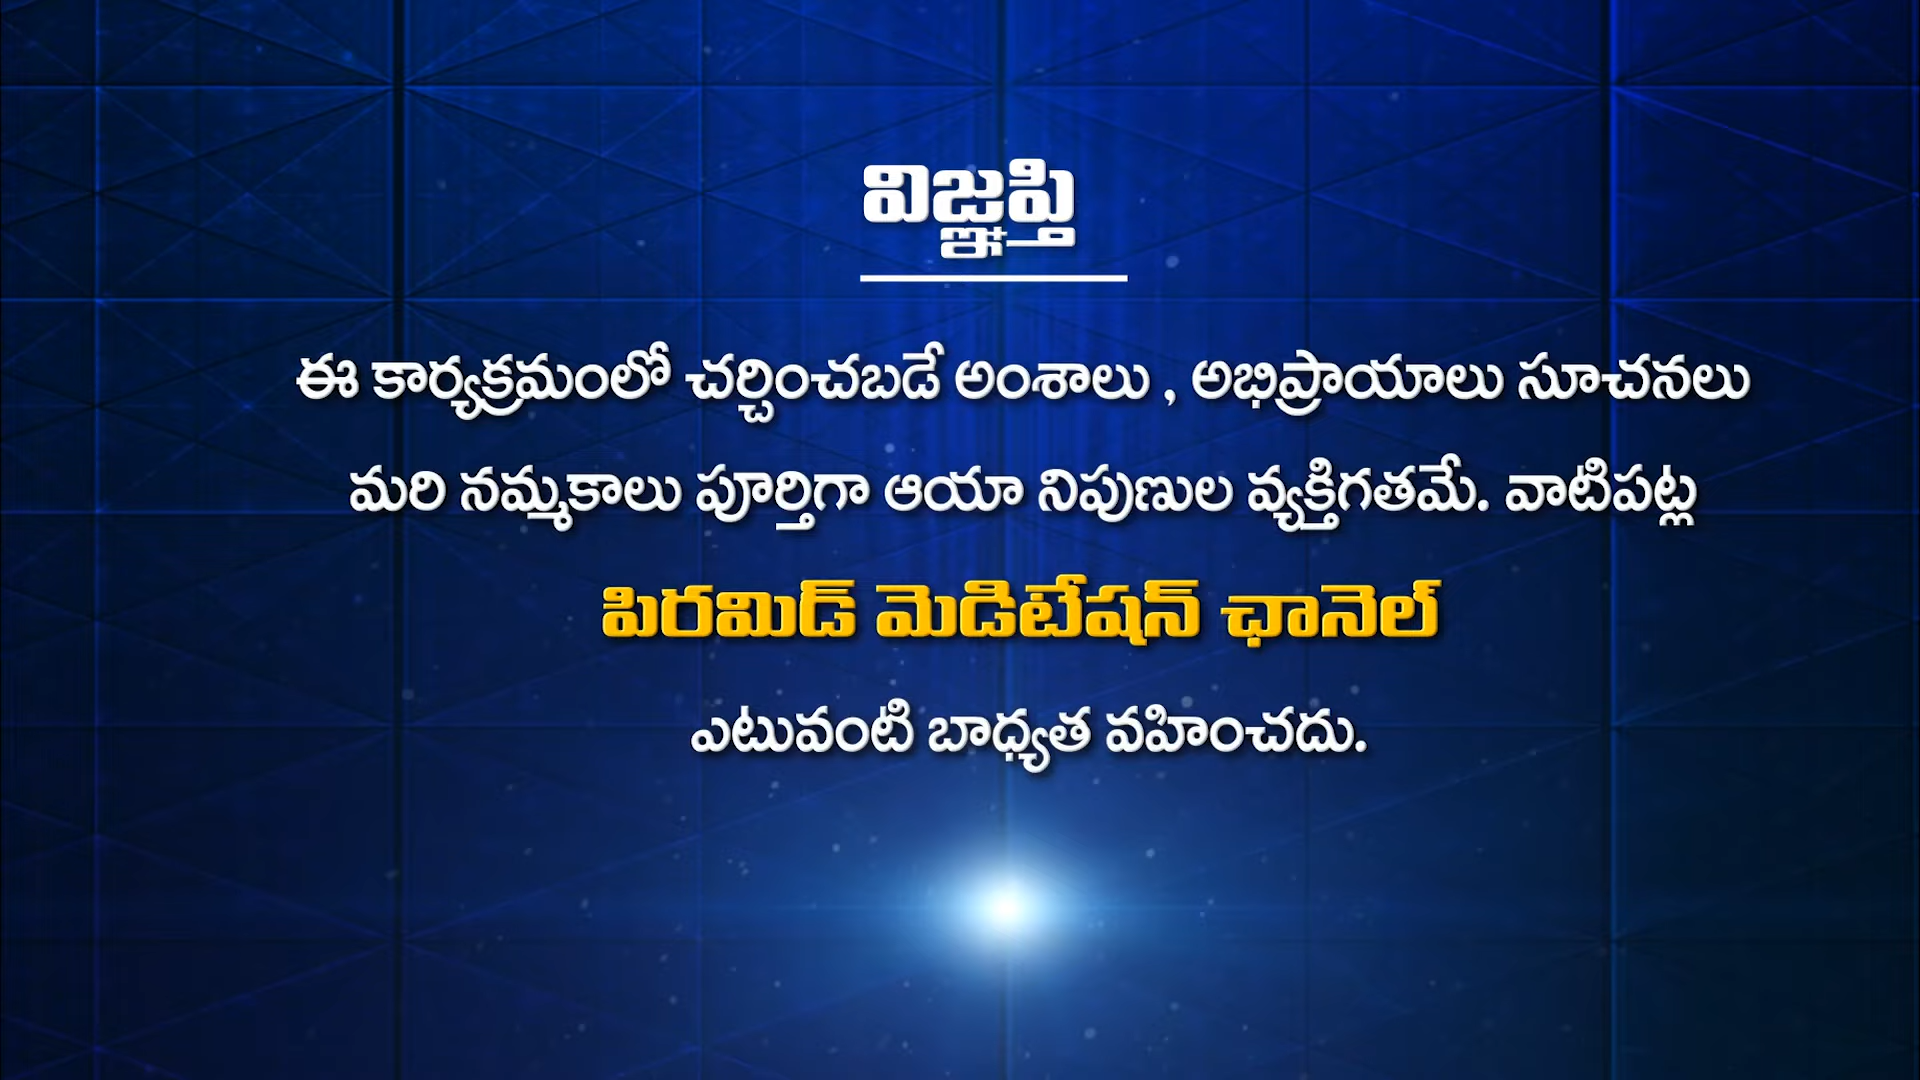 విజ్ఞప్తి
ఈ కార్యక్రమంలో చర్చించబడే అంశాలు , అభిప్రాయాలు సూచనలు
మరి నమ్మకాలు పూర్తిగా ఆయా నిపుణుల వ్యక్తిగతమే. వాటిపట్ల
పిరమిడ్ మెడిటేషన్ ఛానెల్
ఎటువంటి బాధ్యత వహించదు.